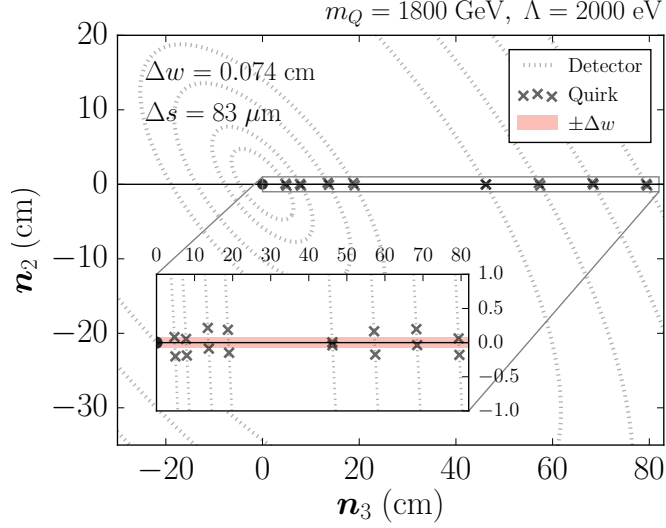 m_Q = 1800 GeV, Λ = 2000 eV
Δw = 0.074 cm
Δs = 83 μm
Detector
Quirk
±Δw
20
10
0
−10
−20
−30
n_2 (cm)
0 10 20 30 40 50 60 70 80
1.0
0.5
0.0
−0.5
−1.0
−20 0 20 40 60 80
n_3 (cm)